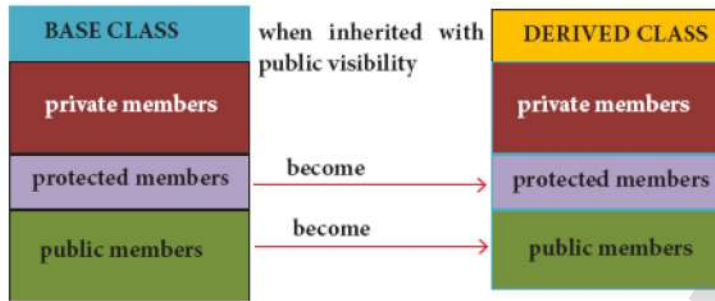 BASE CLASS
when inherited with
public visibility
DERIVED CLASS
private members
private members
protected members
become
protected members
public members
become
public members